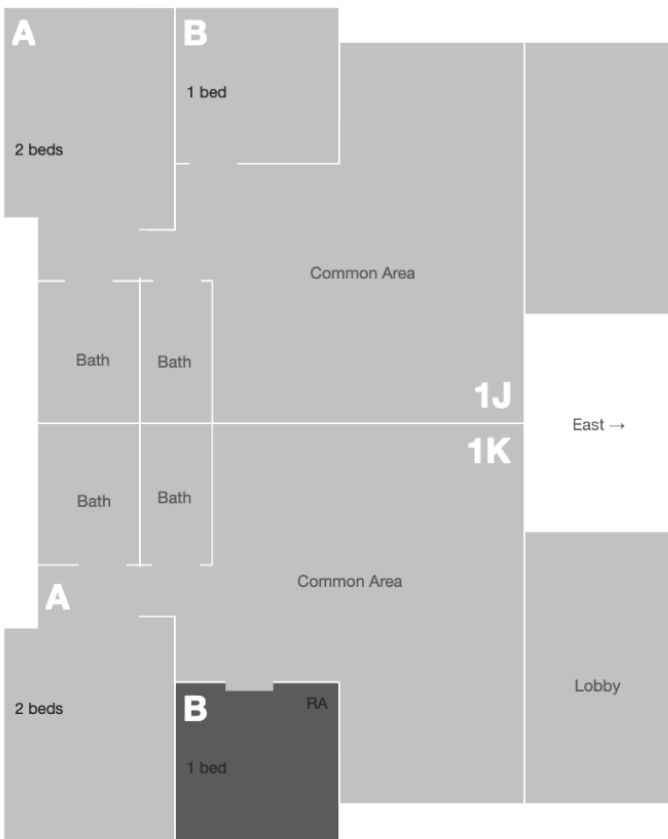 A
B
1 bed
2 beds
Common Area
Bath
Bath
1J
East →
1K
Bath
Bath
Common Area
A
Lobby
2 beds
B
RA
1 bed